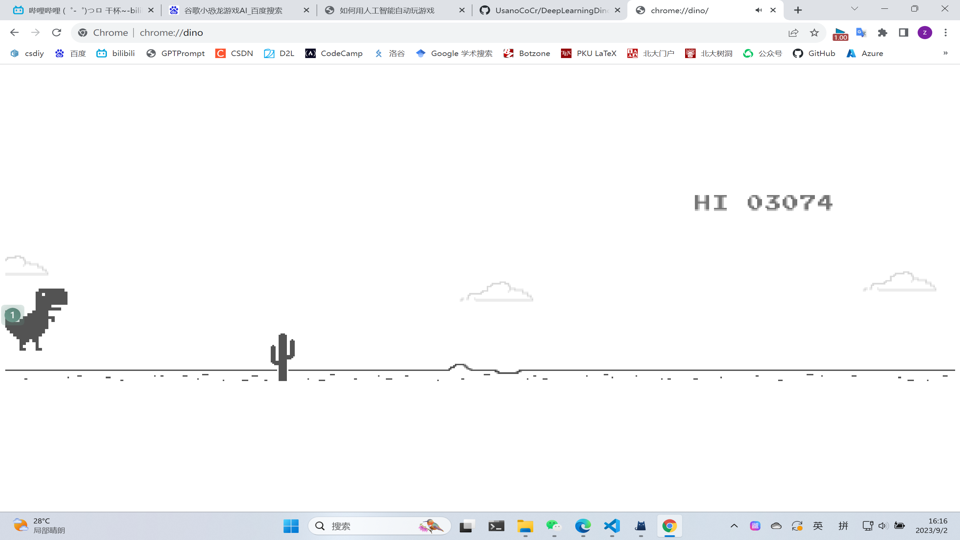 哔哩哔哩 (゜-゜)つロ 干杯~-bili
谷歌小恐龙游戏AI_百度搜索
如何用人工智能自动玩游戏
UsanoCoCr/DeepLearningDin
chrome://dino/
Chrome | chrome://dino
1.00
z
csdiy
百度
bilibili
GPTPrompt
CSDN
D2L
CodeCamp
洛谷
Google 学术搜索
Botzone
PKU LaTeX
北大门户
北大树洞
公众号
GitHub
Azure
»
HI 03074
1
28°C
局部晴朗
搜索
英
拼
16:16
2023/9/2